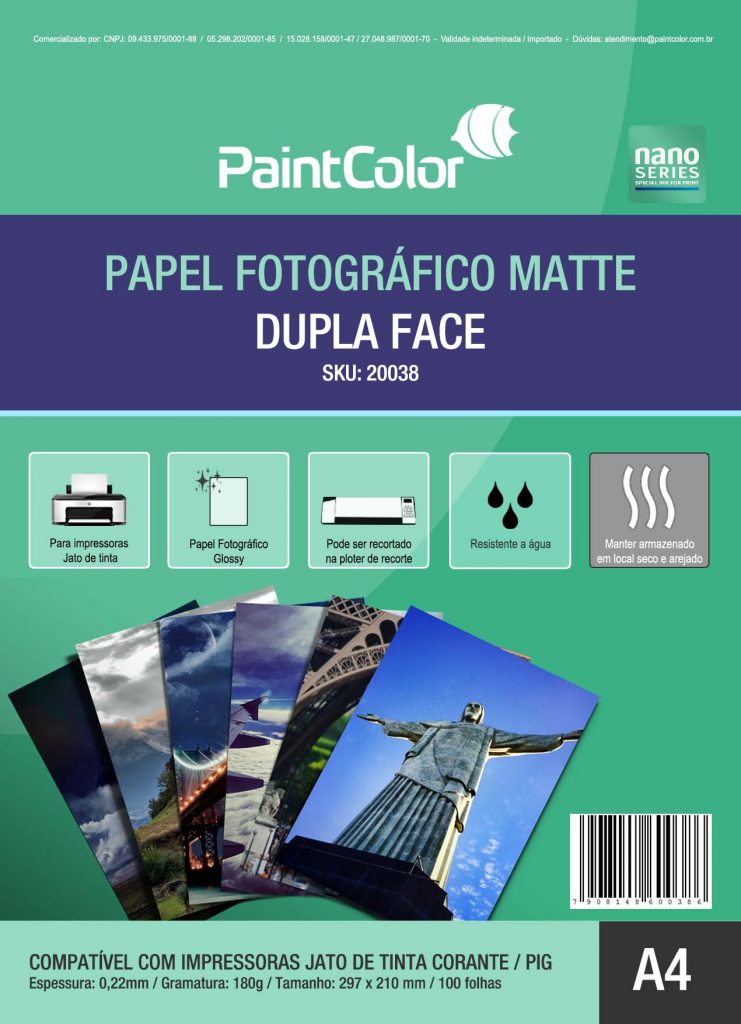 Comercializado por: CNPJ: 09.433.975/0001-88 / 05.298.202/0001-85 / 15.028.158/0001-47 / 27.048.987/0001-70 - Validade Indeterminada / Importado - Dúvidas: atendimento@paintcolor.com.br
PaintColor
nano
SERIES
SPECIAL INK FOR PRINT
PAPEL FOTOGRÁFICO MATTE
DUPLA FACE
SKU: 20038
Para impressoras
Jato de tinta
Papel Fotográfico
Glossy
Pode ser recortado
na ploter de recorte
Resistente a água
Manter armazenado
em local seco e arejado
7908148600386
COMPATÍVEL COM IMPRESSORAS JATO DE TINTA CORANTE / PIG
Espessura: 0,22mm / Gramatura: 180g / Tamanho: 297 x 210 mm / 100 folhas
A4